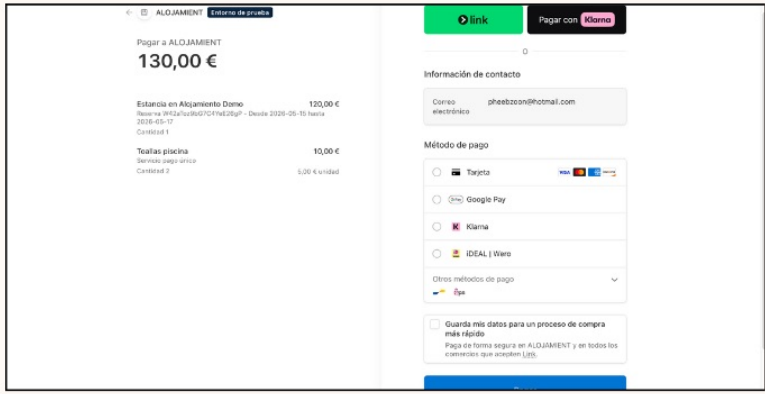 ALOJAMIENT Entorno de prueba
Pagar a ALOJAMIENT
130,00 €
Estancia en Alojamiento Demo 120,00 €
Desde 2026-05-15 hasta
2026-05-17
Cantidad 1
Toallas piscina 10,00 €
Servicio pago único
Cantidad 2 5,00 € unidad
link
Pagar con Klarna
O
Información de contacto
Correo electrónico pheebzoon@hotmail.com
Método de pago
Tarjeta VISA
G Pay Google Pay
K Klarna
iDEAL | Wero
Otros métodos de pago
Guarda mis datos para un proceso de compra
más rápido
Paga de forma segura en ALOJAMIENT y en todos los
comercios que acepten Link.